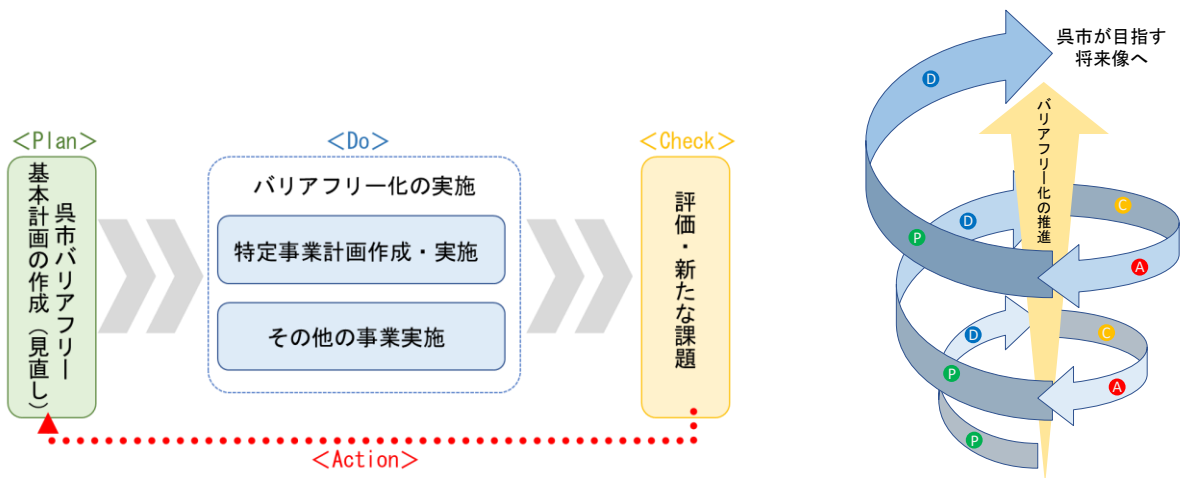 <Plan>
呉市バリアフリー
基本計画の作成（見直し）
<Do>
バリアフリー化の実施
特定事業計画作成・実施
その他の事業実施
<Check>
評価・新たな課題
<Action>
呉市が目指す
将来像へ
バリアフリー化の推進
D
C
D
P
A
D
C
P
A
P